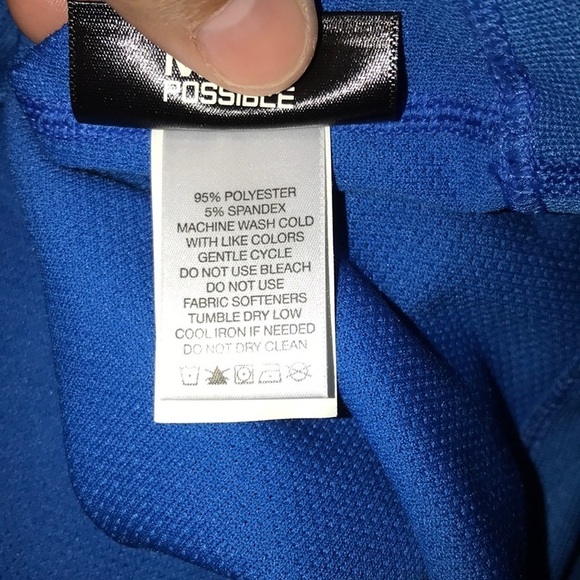 POSSIBLE
95% POLYESTER
5% SPANDEX
MACHINE WASH COLD
WITH LIKE COLORS
GENTLE CYCLE
DO NOT USE BLEACH
DO NOT USE
FABRIC SOFTENERS
TUMBLE DRY LOW
COOL IRON IF NEEDED
DO NOT DRY CLEAN